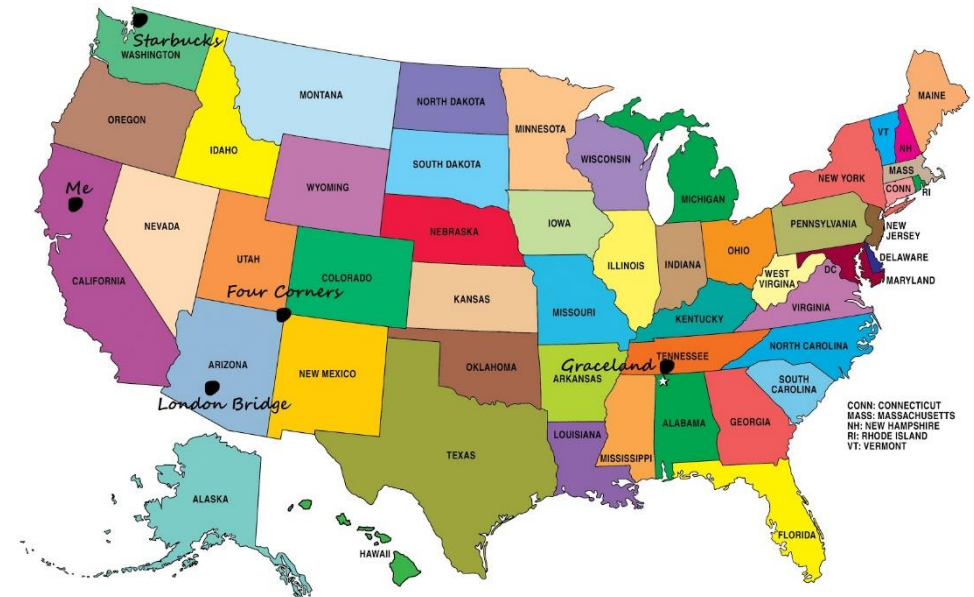 Starbucks
WASHINGTON
OREGON
IDAHO
MONTANA
NORTH DAKOTA
SOUTH DAKOTA
MINNESOTA
WISCONSIN
MICHIGAN
MAINE
VT
NH
MASS
CONN
RI
NEW YORK
Me
NEVADA
CALIFORNIA
WYOMING
UTAH
COLORADO
NEBRASKA
IOWA
KANSAS
ILLINOIS
INDIANA
OHIO
PENNSYLVANIA
NEW
JERSEY
DELAWARE
MARYLAND
DC
WEST
VIRGINA
VIRGINIA
Four Corners
ARIZONA
London Bridge
NEW MEXICO
OKLAHOMA
MISSOURI
KENTUCKY
Graceland
TENNESSEE
NORTH CAROLINA
SOUTH
CAROLINA
ARKANSAS
TEXAS
LOUISIANA
MISSISSIPPI
ALABAMA
GEORGIA
FLORIDA
ALASKA
HAWAII
CONN: CONNECTICUT
MASS: MASSACHUSETTS
NH: NEW HAMPSHIRE
RI: RHODE ISLAND
VT: VERMONT